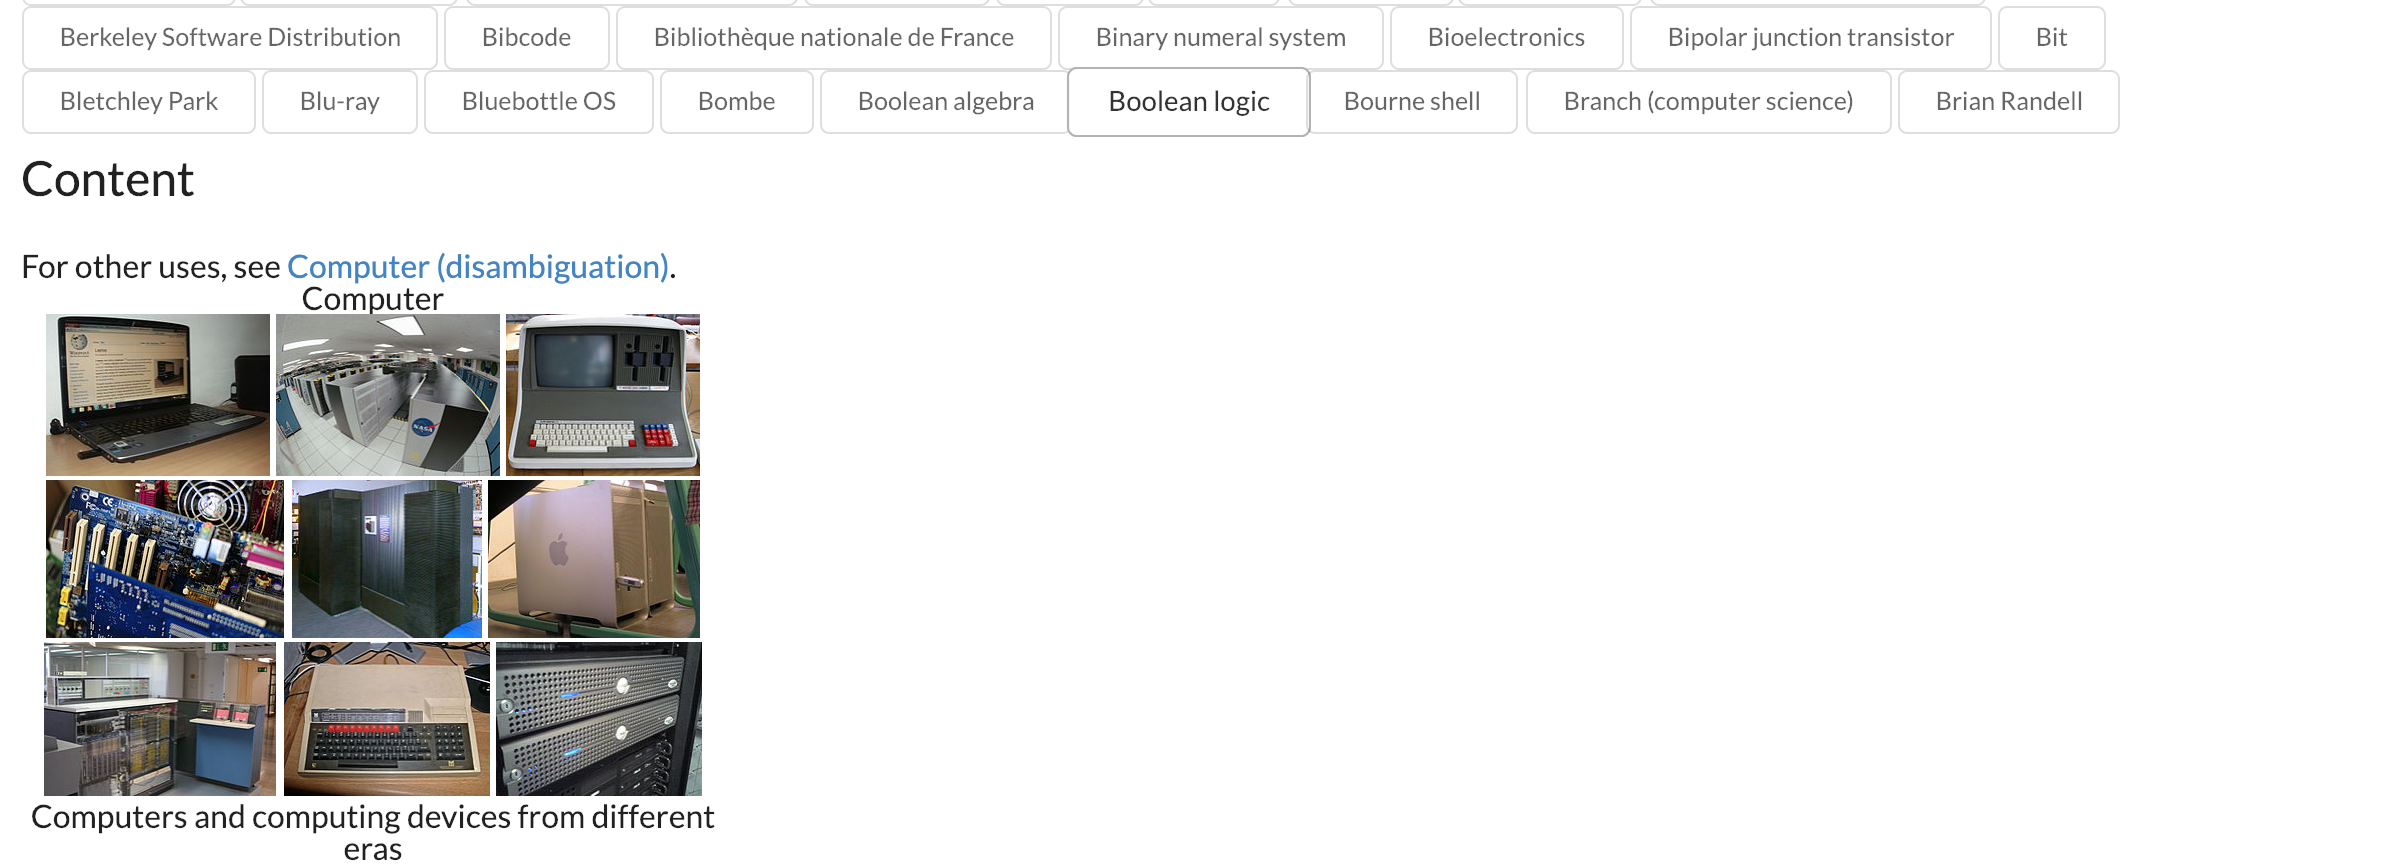 Berkeley Software Distribution Bibcode Bibliothèque nationale de France Binary numeral system Bioelectronics Bipolar junction transistor Bit
Bletchley Park Blu-ray Bluebottle OS Bombe Boolean algebra Boolean logic Bourne shell Branch (computer science) Brian Randell
Content
For other uses, see Computer (disambiguation).
Computer
NASA
Computers and computing devices from different
eras